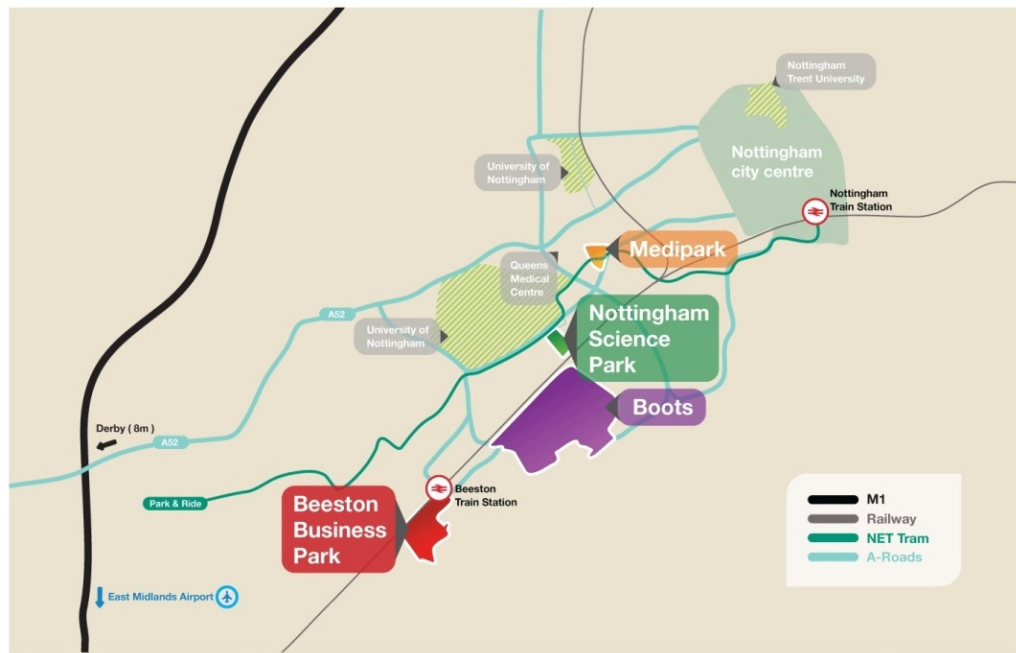 Nottingham
Trent University
Nottingham
city centre
University of
Nottingham
Nottingham
Train Station
Medipark
Queens
Medical
Centre
Nottingham
Science
Park
A52
University of
Nottingham
Boots
Derby ( 8m )
A52
Park & Ride
Beeston
Train Station
Beeston
Business
Park
M1
Railway
NET Tram
A-Roads
East Midlands Airport